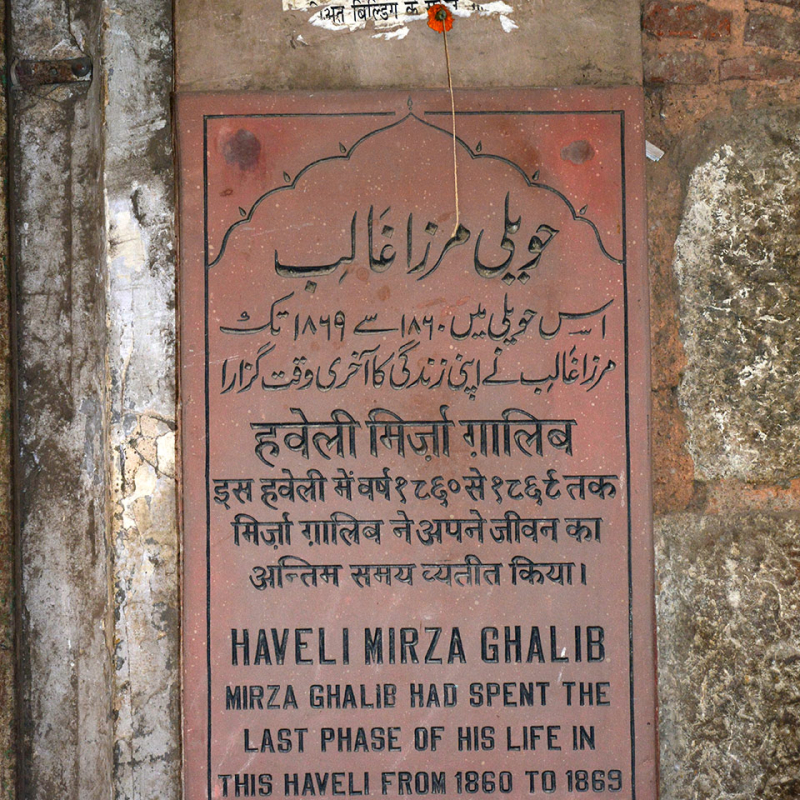 बिल्डिंग के
حویلی مرزا غالب
اس حویلی میں ۱۸۶۰ سے ۱۸۶۹ تک
مرزا غالب نے اپنی زندگی کا آخری وقت گزارا
हवेली मिर्ज़ा ग़ालिब
इस हवेली में वर्ष १८६० से १८६९ तक
मिर्ज़ा ग़ालिब ने अपने जीवन का
अन्तिम समय व्यतीत किया।
HAVELI MIRZA GHALIB
MIRZA GHALIB HAD SPENT THE
LAST PHASE OF HIS LIFE IN
THIS HAVELI FROM 1860 TO 1869